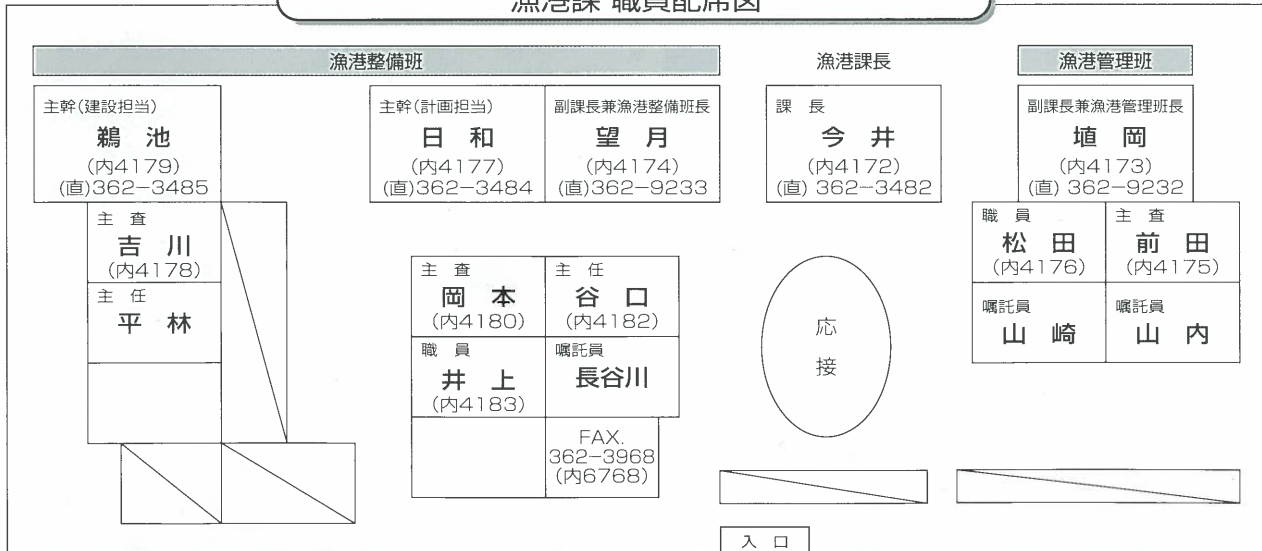 漁港課 職員配席図
漁港整備班
漁港課長
漁港管理班
主幹(建設担当)
鵜 池
(内4179)
(直)362-3485
主幹(計画担当)
日 和
(内4177)
(直)362-3484
副課長兼漁港整備班長
望 月
(内4174)
(直)362-9233
課 長
今 井
(内4172)
(直) 362-3482
副課長兼漁港管理班長
埴 岡
(内4173)
(直) 362-9232
主 査
吉 川
(内4178)
主 任
平 林
主 査
岡 本
(内4180)
主 任
谷 口
(内4182)
職 員
井 上
(内4183)
嘱託員
長谷川
FAX.
362-3968
(内6768)
応
接
職 員
松 田
(内4176)
主 査
前 田
(内4175)
嘱託員
山 崎
嘱託員
山 内
入 口